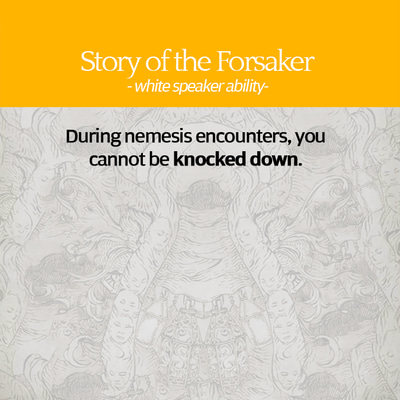 Story of the Forsaker
- white speaker ability-
During nemesis encounters, you
cannot be knocked down.